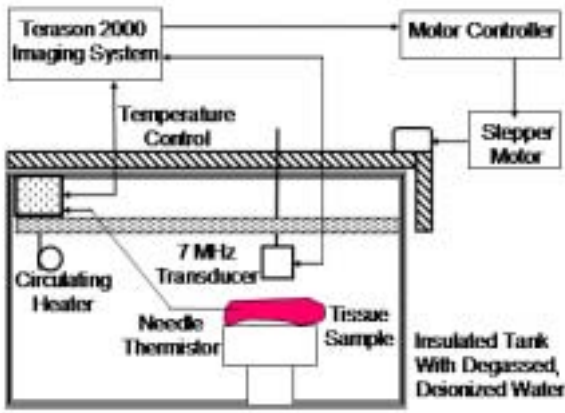 Terason 2000
Imaging System
Motor Controller
Temperature
Control
Stepper
Motor
7 MHz
Transducer
Circulating
Heater
Needle
Thermistor
Tissue
Sample
Insulated Tank
With Degassed,
Deionized Water